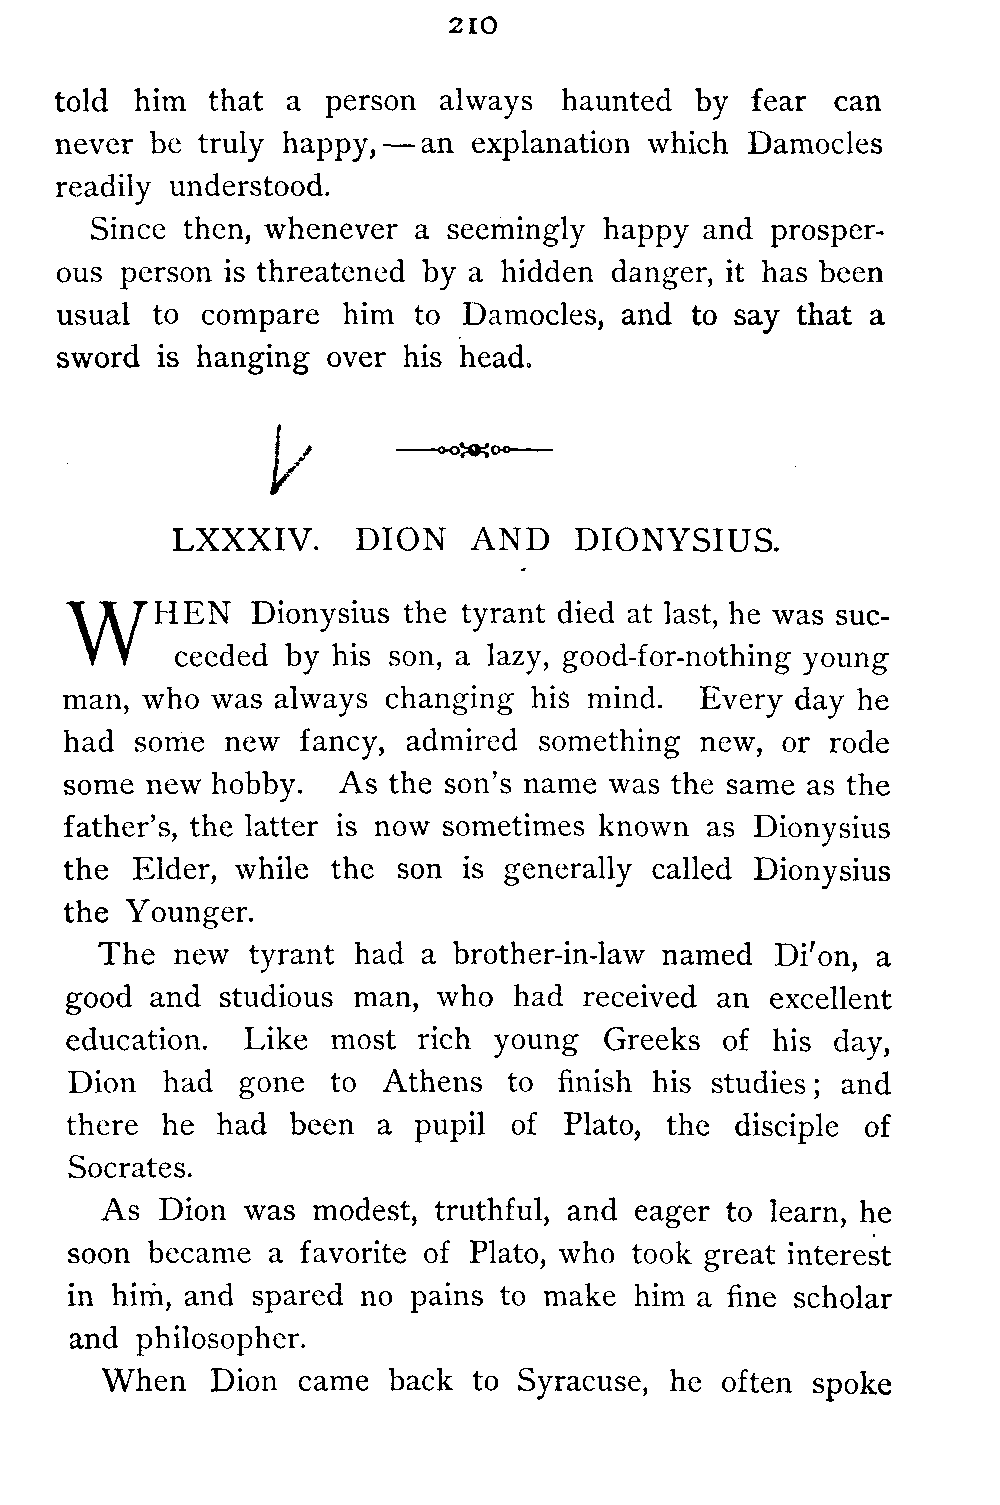 210
told him that a person always haunted by fear can
never be truly happy,—an explanation which Damocles
readily understood.
Since then, whenever a seemingly happy and prosper-
ous person is threatened by a hidden danger, it has been
usual to compare him to Damocles, and to say that a
sword is hanging over his head.
LXXXIV. DION AND DIONYSIUS.
WHEN Dionysius the tyrant died at last, he was suc-
ceeded by his son, a lazy, good-for-nothing young
man, who was always changing his mind. Every day he
had some new fancy, admired something new, or rode
some new hobby. As the son's name was the same as the
father's, the latter is now sometimes known as Dionysius
the Elder, while the son is generally called Dionysius
the Younger.
The new tyrant had a brother-in-law named Di'on, a
good and studious man, who had received an excellent
education. Like most rich young Greeks of his day,
Dion had gone to Athens to finish his studies; and
there he had been a pupil of Plato, the disciple of
Socrates.
As Dion was modest, truthful, and eager to learn, he
soon became a favorite of Plato, who took great interest
in him, and spared no pains to make him a fine scholar
and philosopher.
When Dion came back to Syracuse, he often spoke